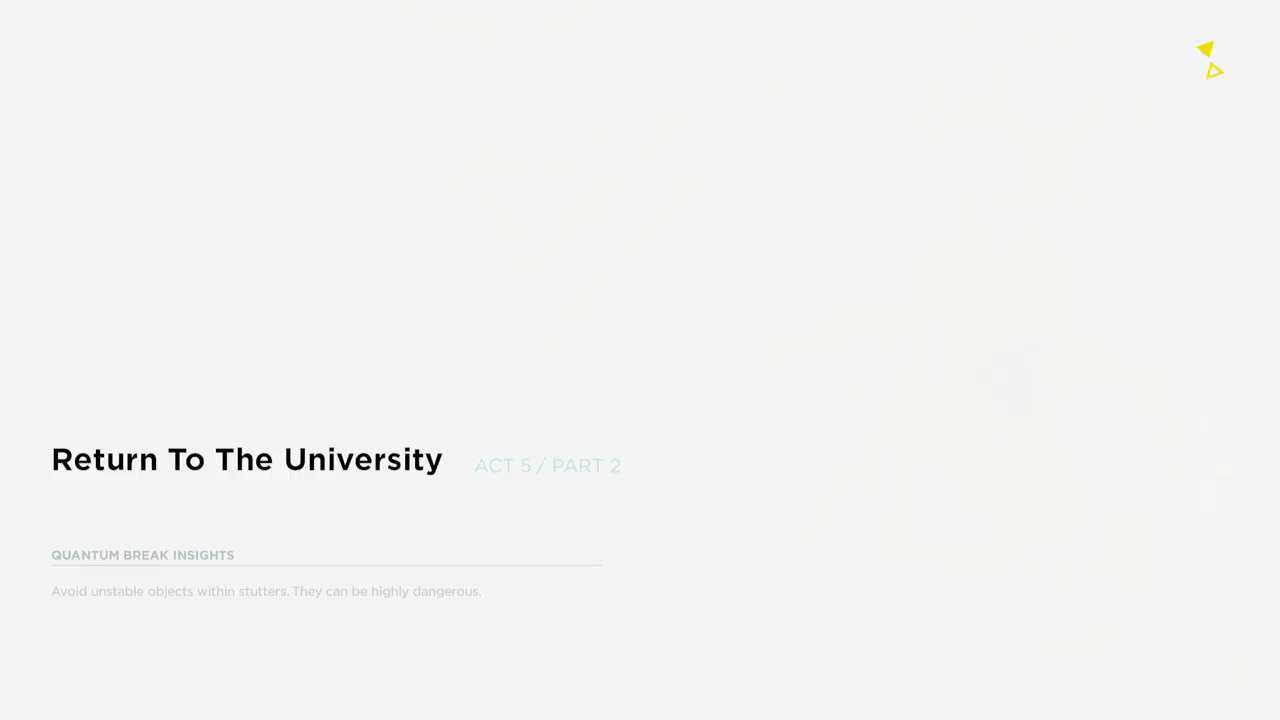 Return To The University ACT 5 / PART 2
QUANTUM BREAK INSIGHTS
Avoid unstable objects within stutters. They can be highly dangerous.